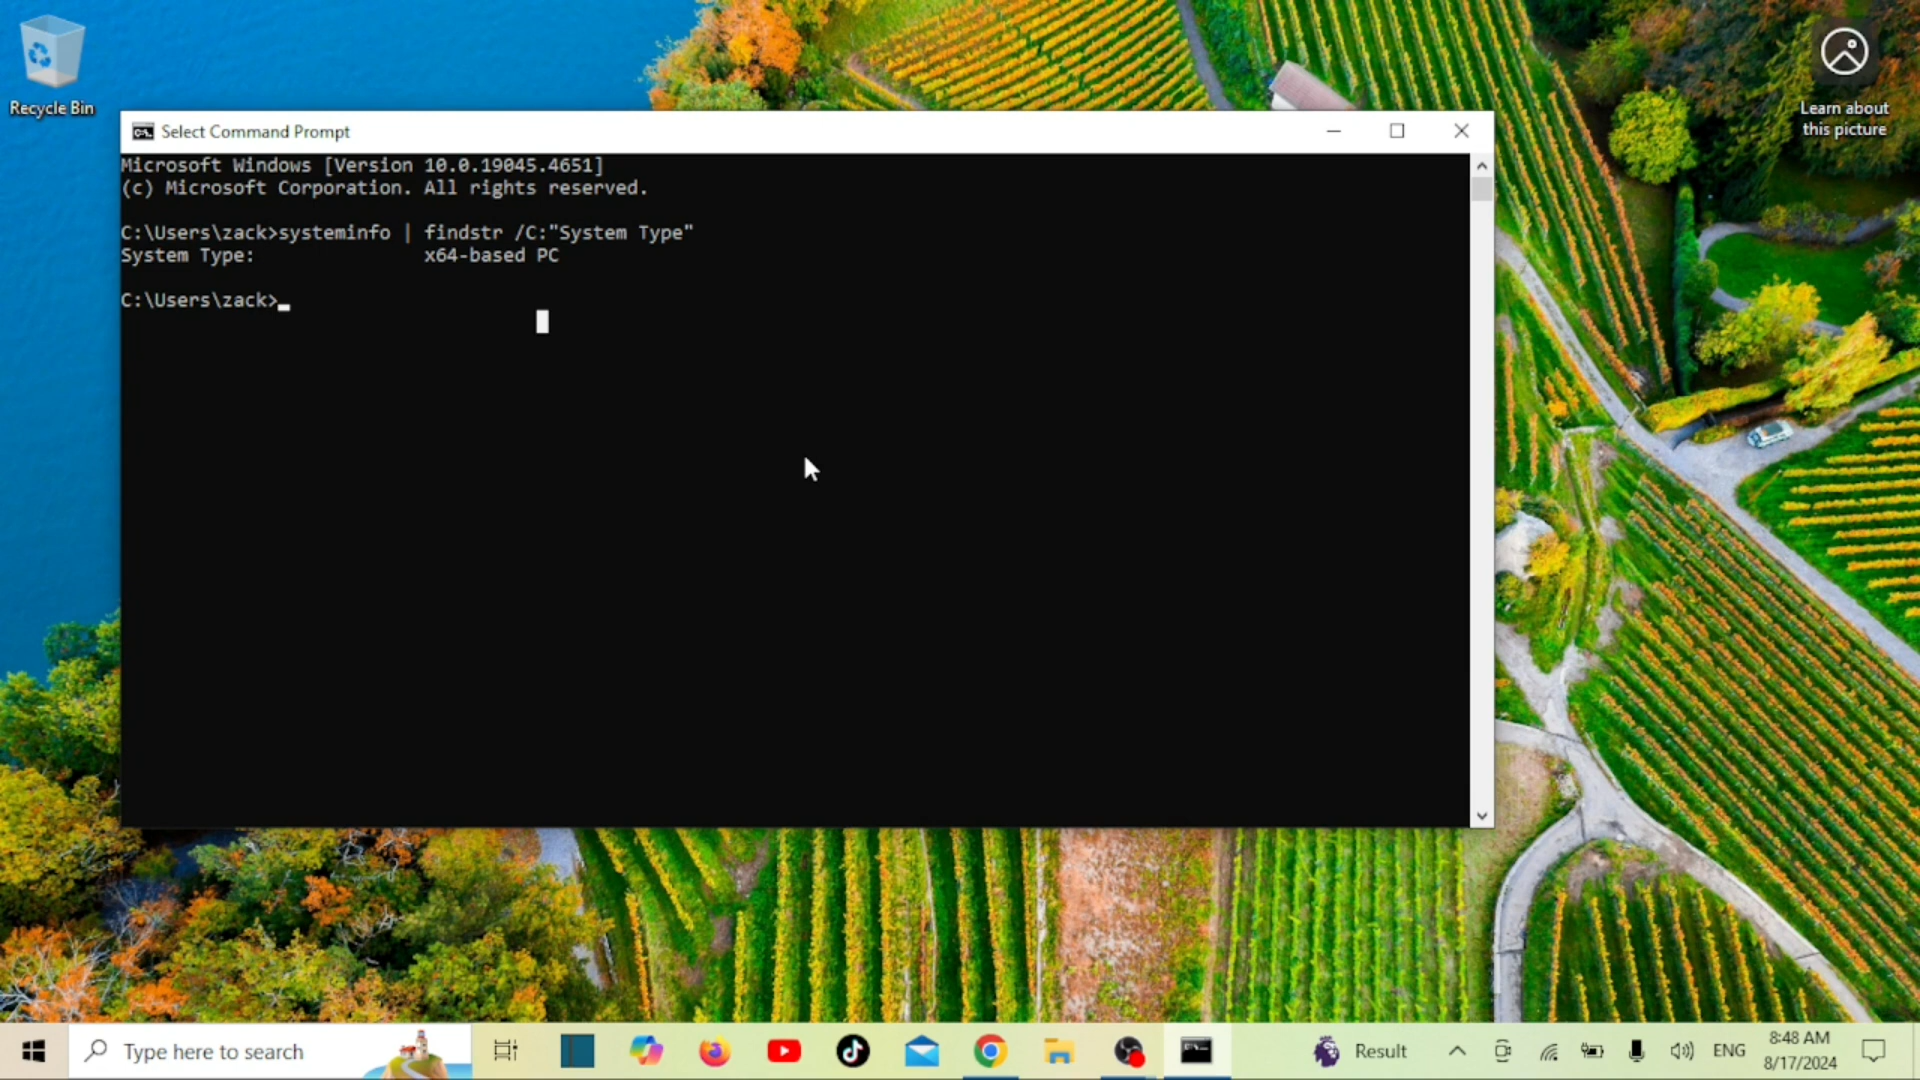 Recycle Bin
Learn about
this picture
Select Command Prompt
Microsoft Windows [Version 10.0.19045.4651]
(c) Microsoft Corporation. All rights reserved.
C:\Users\zack>systeminfo | findstr /C:"System Type"
System Type:                x64-based PC
C:\Users\zack>
Type here to search
Result
ENG
8:48 AM
8/17/2024